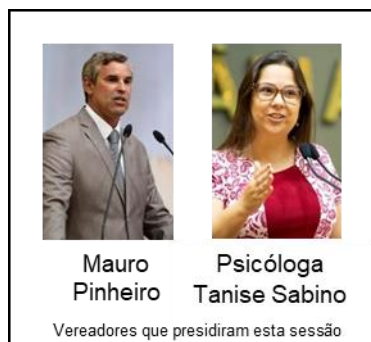 Mauro
Pinheiro
Psicóloga
Tanise Sabino
Vereadores que presidiram esta sessão